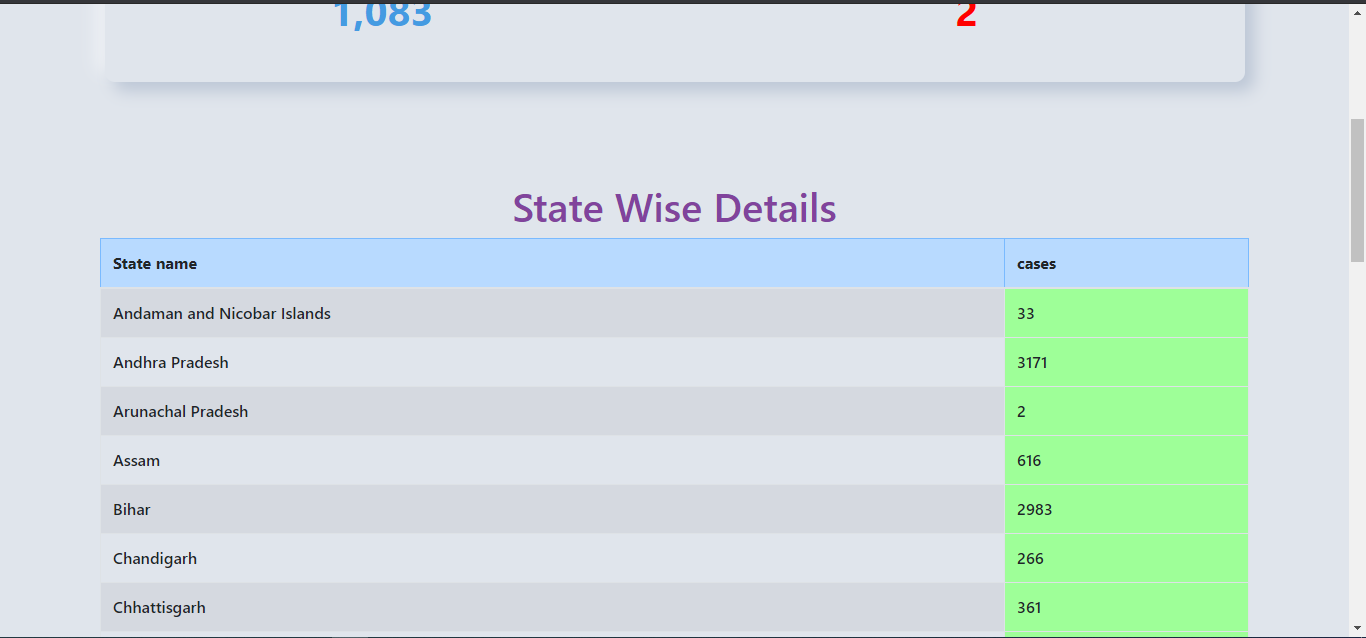 1,083 2
State Wise Details
State name cases
Andaman and Nicobar Islands 33
Andhra Pradesh 3171
Arunachal Pradesh 2
Assam 616
Bihar 2983
Chandigarh 266
Chhattisgarh 361